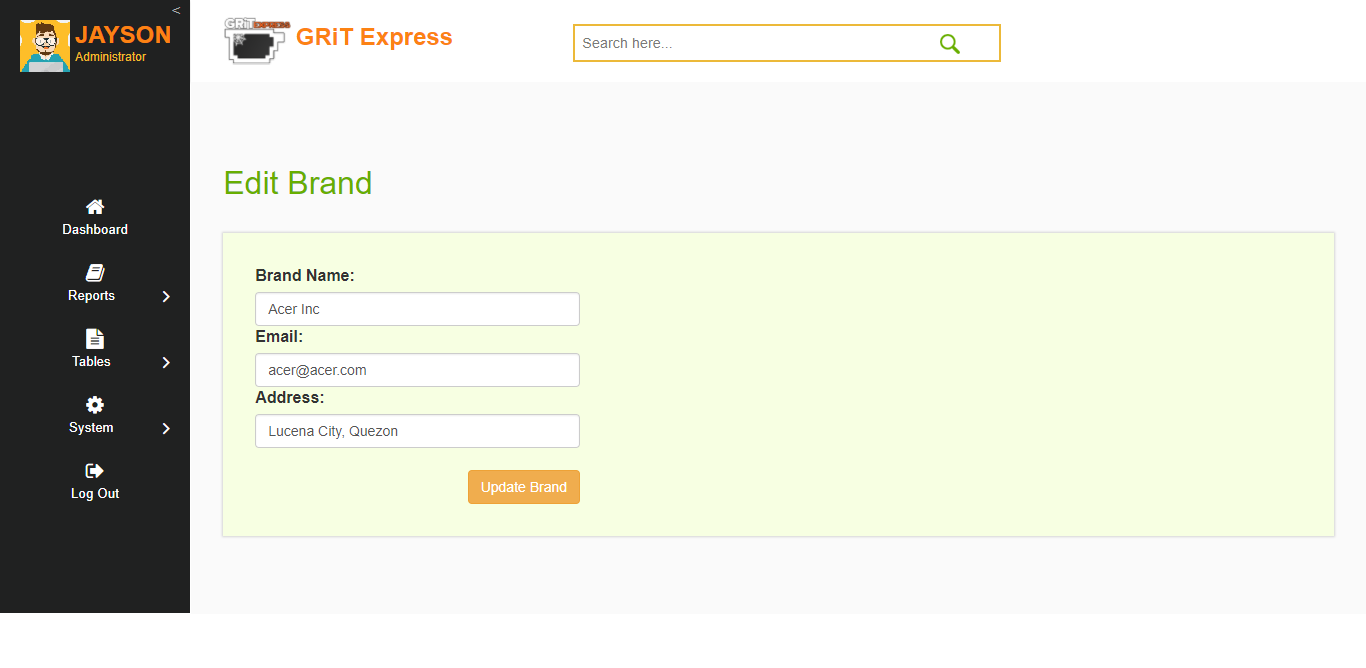 <
JAYSON
Administrator
GRiT EXPRESS
GRiT Express
Search here...
Dashboard
Reports
Tables
System
Log Out
Edit Brand
Brand Name:
Acer Inc
Email:
acer@acer.com
Address:
Lucena City, Quezon
Update Brand